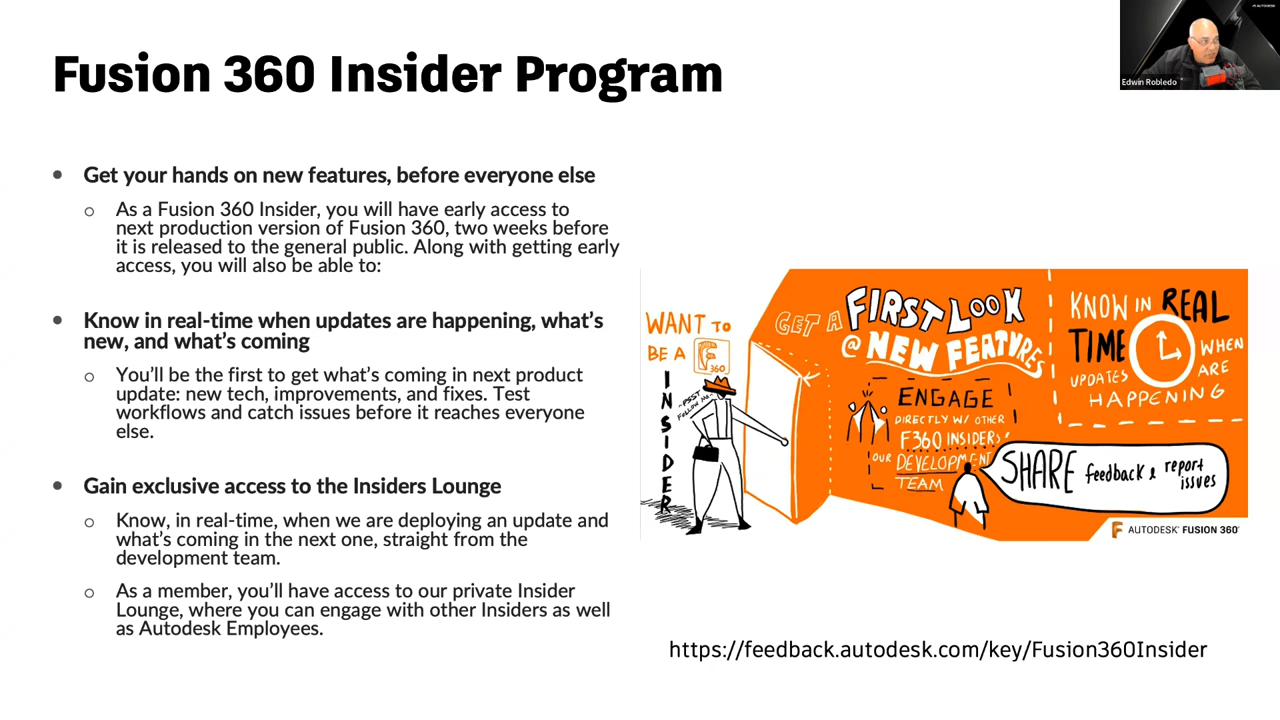 Fusion 360 Insider Program
AUTODESK
Edwin Robledo
• Get your hands on new features, before everyone else
○ As a Fusion 360 Insider, you will have early access to
next production version of Fusion 360, two weeks before
it is released to the general public. Along with getting early
access, you will also be able to:
• Know in real-time when updates are happening, what's
new, and what's coming
○ You'll be the first to get what's coming in next product
update: new tech, improvements, and fixes. Test
workflows and catch issues before it reaches everyone
else.
• Gain exclusive access to the Insiders Lounge
○ Know, in real-time, when we are deploying an update and
what's coming in the next one, straight from the
development team.
○ As a member, you'll have access to our private Insider
Lounge, where you can engage with other Insiders as well
as Autodesk Employees.
WANT TO
BE A F 360
INSIDER
~PSST
FOLLOW ME~
GET A FIRST LOOK
@ NEW FEATURES
ENGAGE
DIRECTLY W/ OTHER
F360 INSIDERS!
OUR DEVELOPMENT
TEAM
KNOW IN REAL
TIME WHEN
UPDATES ARE
HAPPENING
SHARE feedback & report
issues
AUTODESK® FUSION 360®
https://feedback.autodesk.com/key/Fusion360Insider